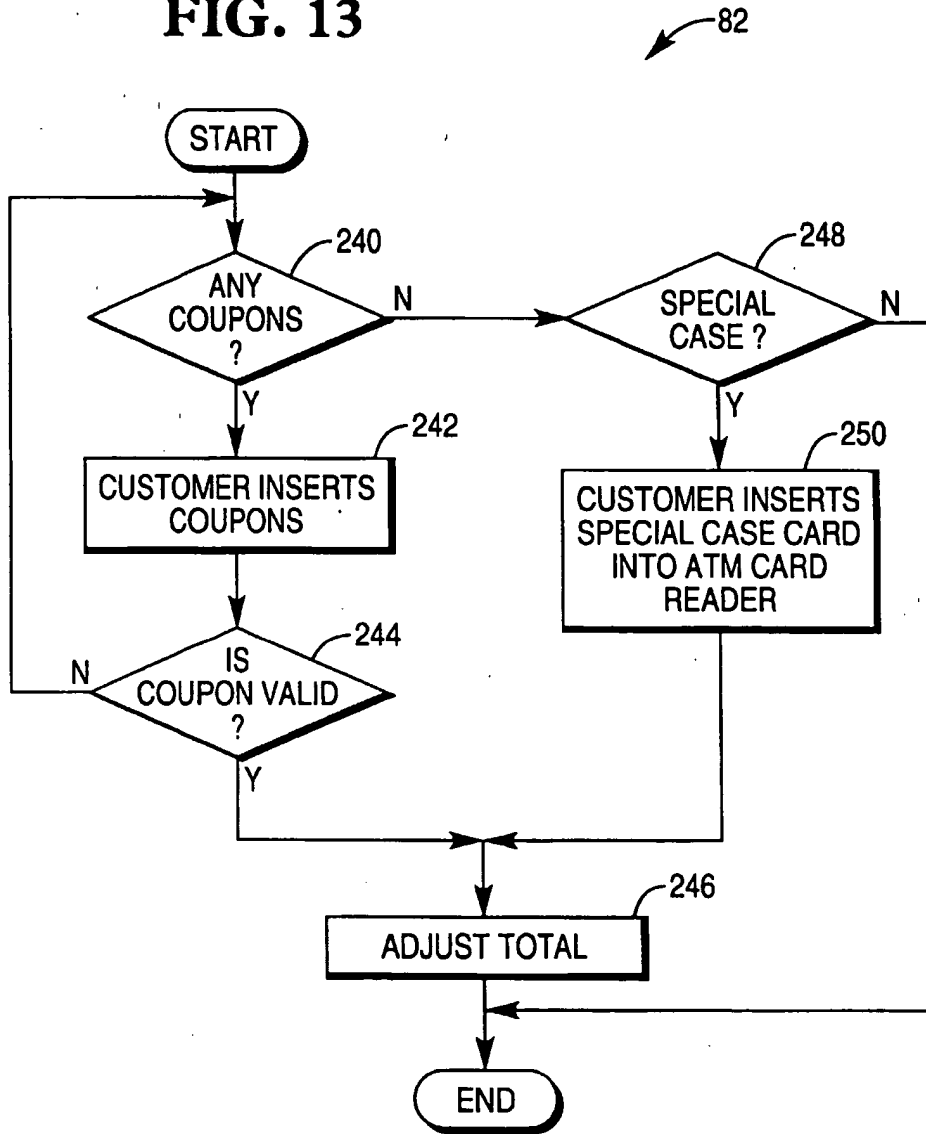 FIG. 13
82
START
240
ANY
COUPONS
?
N
Y
248
SPECIAL
CASE ?
N
Y
242
CUSTOMER INSERTS
COUPONS
250
CUSTOMER INSERTS
SPECIAL CASE CARD
INTO ATM CARD
READER
244
IS
COUPON VALID
?
N
Y
246
ADJUST TOTAL
END